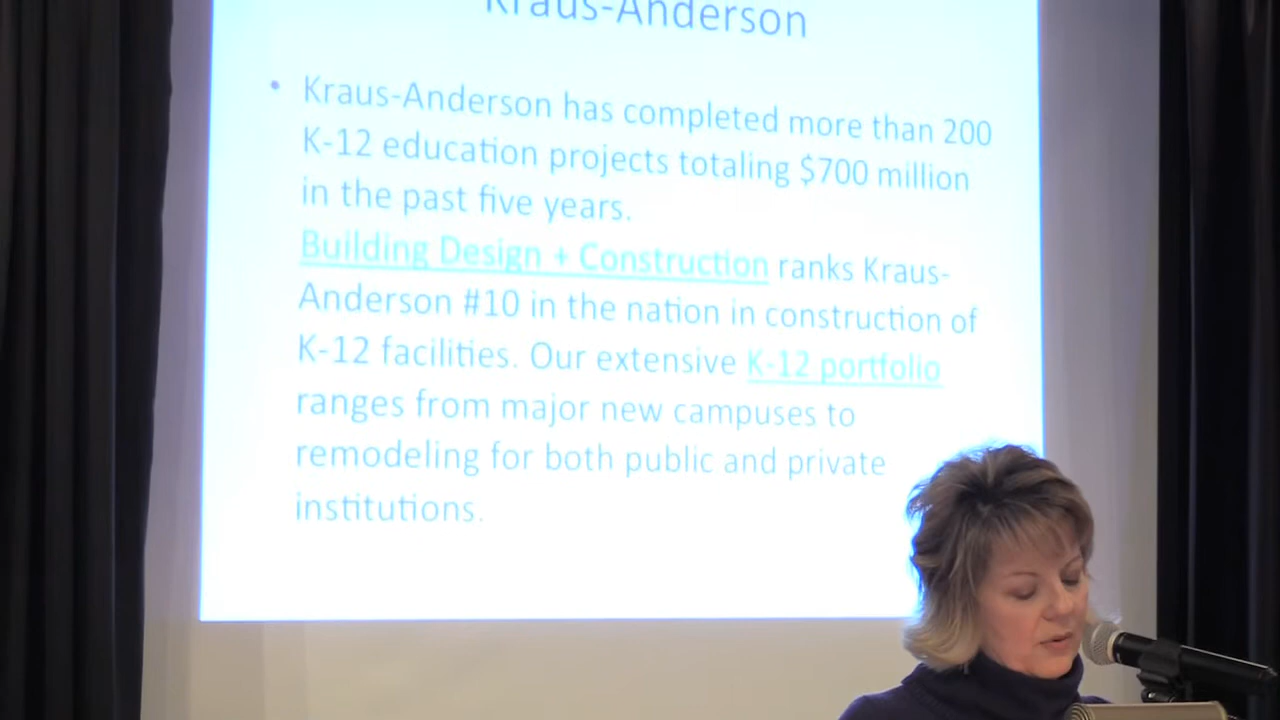 Kraus-Anderson
• Kraus-Anderson has completed more than 200
K-12 education projects totaling $700 million
in the past five years.
Building Design + Construction ranks Kraus-
Anderson #10 in the nation in construction of
K-12 facilities. Our extensive K-12 portfolio
ranges from major new campuses to
remodeling for both public and private
institutions.